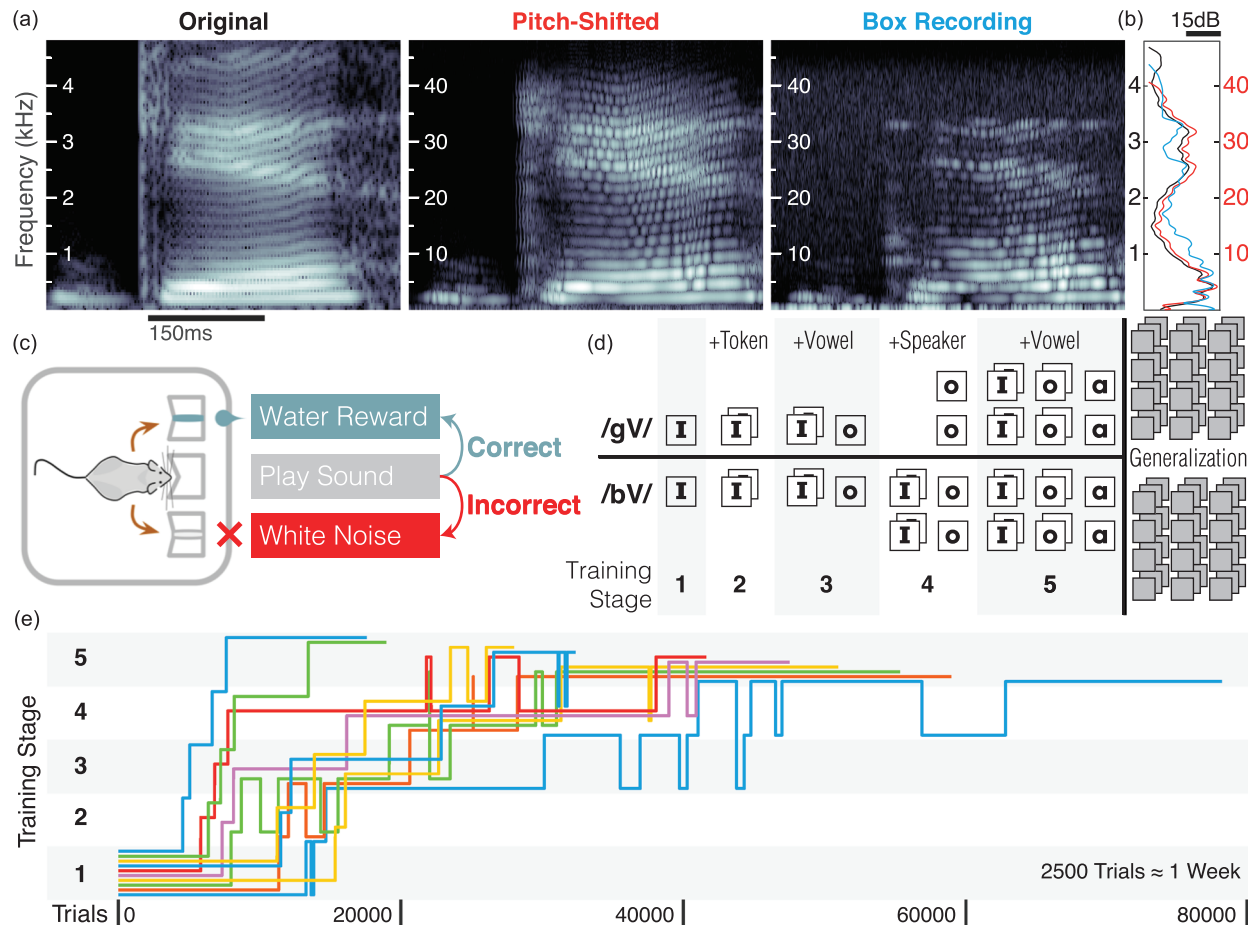 (a) Original Pitch-Shifted Box Recording (b) 15dB
Frequency (kHz)
4 40 40 4 40
3 30 30 3 30
2 20 20 2 20
1 10 10 1 10
150ms
(c)
Water Reward
Play Sound
White Noise
Correct
Incorrect
(d)
+Token +Vowel +Speaker +Vowel
o I o a
/gV/ I I I o o I o a
Generalization
/bV/ I I I o I o I o a
I o I o a
Training
Stage 1 2 3 4 5
(e)
Training Stage
5
4
3
2
1
2500 Trials ≈ 1 Week
Trials 0 20000 40000 60000 80000